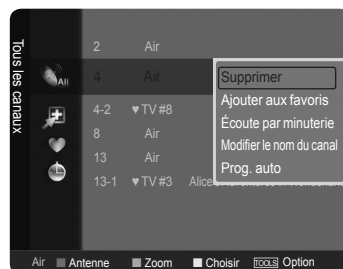 Tous les canaux
All
2 Air
4 Air
4-2 ♥ TV #8
8 Air
13 Air
13-1 ♥ TV #3 Alice
Supprimer
Ajouter aux favoris
Écoute par minuterie
Modifier le nom du canal
Prog. auto
Air Antenne Zoom Choisir TOOLS Option